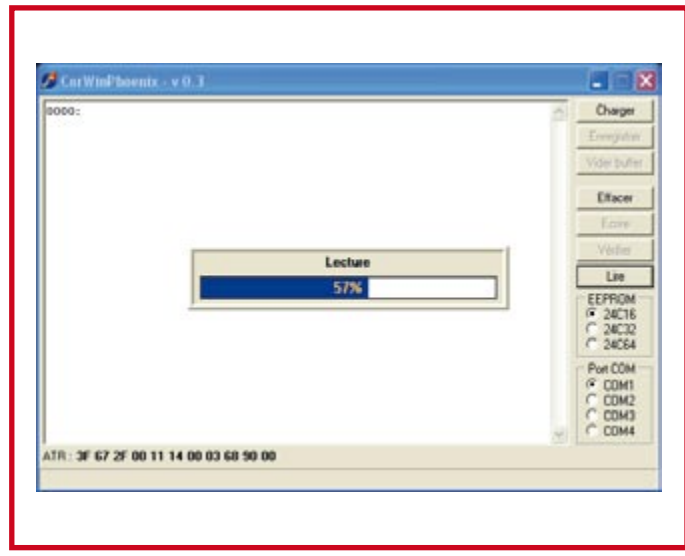 CarWinPhoenix - v 0.3
0000:
Charger
Enregistrer
Vider buffer
Effacer
Ecrire
Vérifier
Lire
Lecture
57%
EEPROM
24C16
24C32
24C64
Port COM
COM1
COM2
COM3
COM4
ATR : 3F 67 2F 00 11 14 00 03 68 90 00